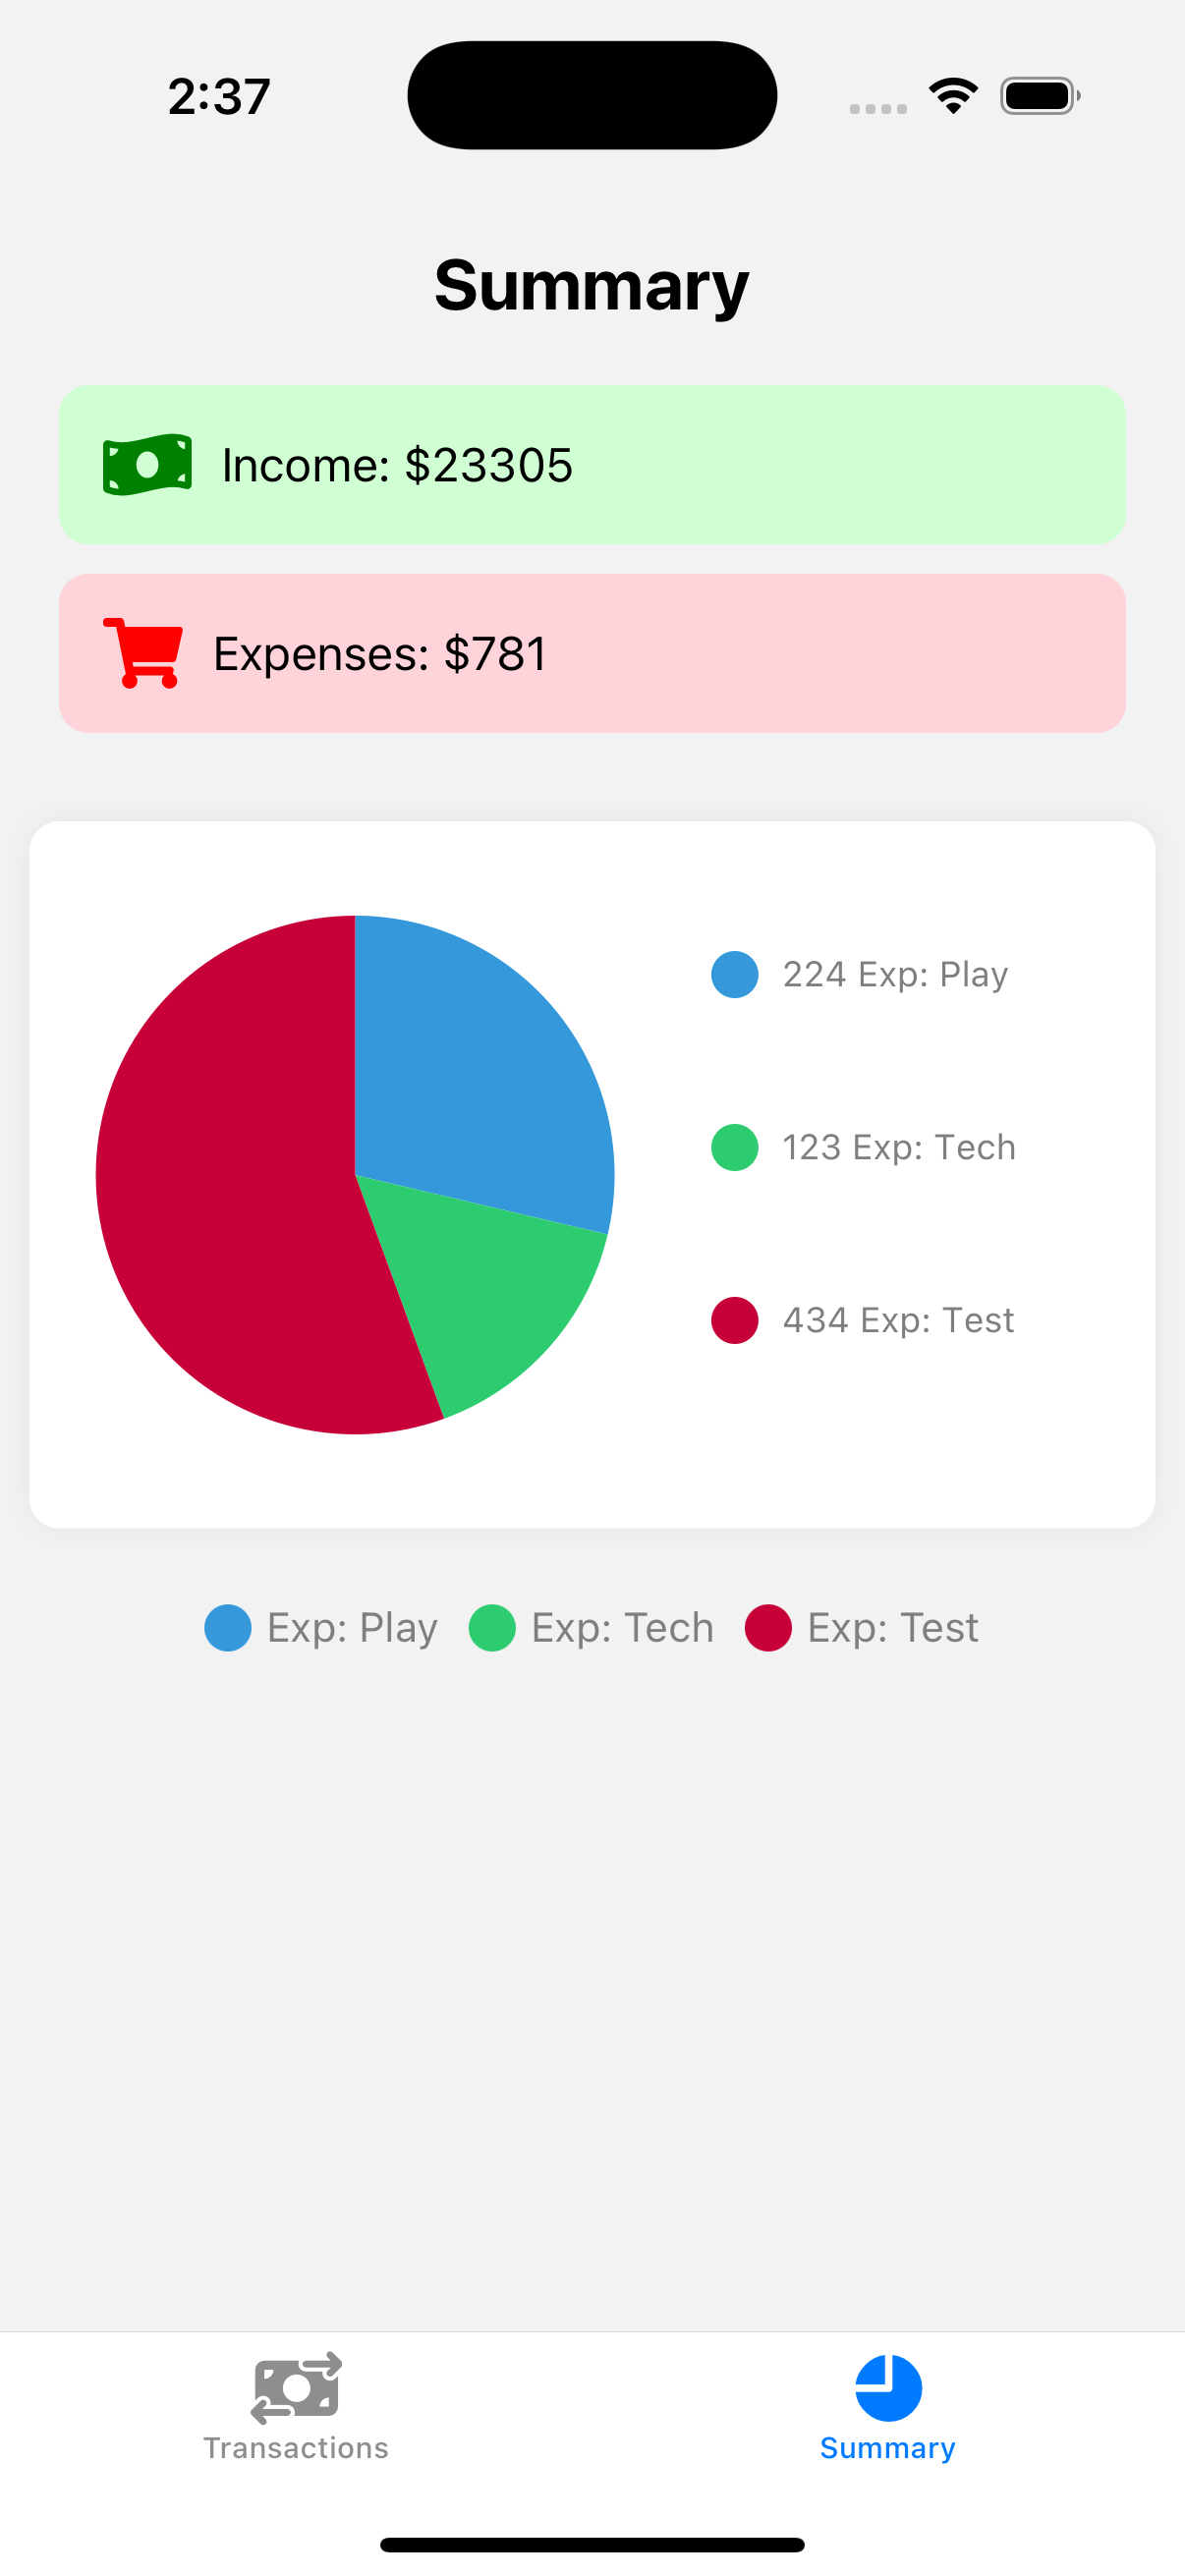 2:37
Summary
Income: $23305
Expenses: $781
224 Exp: Play
123 Exp: Tech
434 Exp: Test
Exp: Play Exp: Tech Exp: Test
Transactions Summary